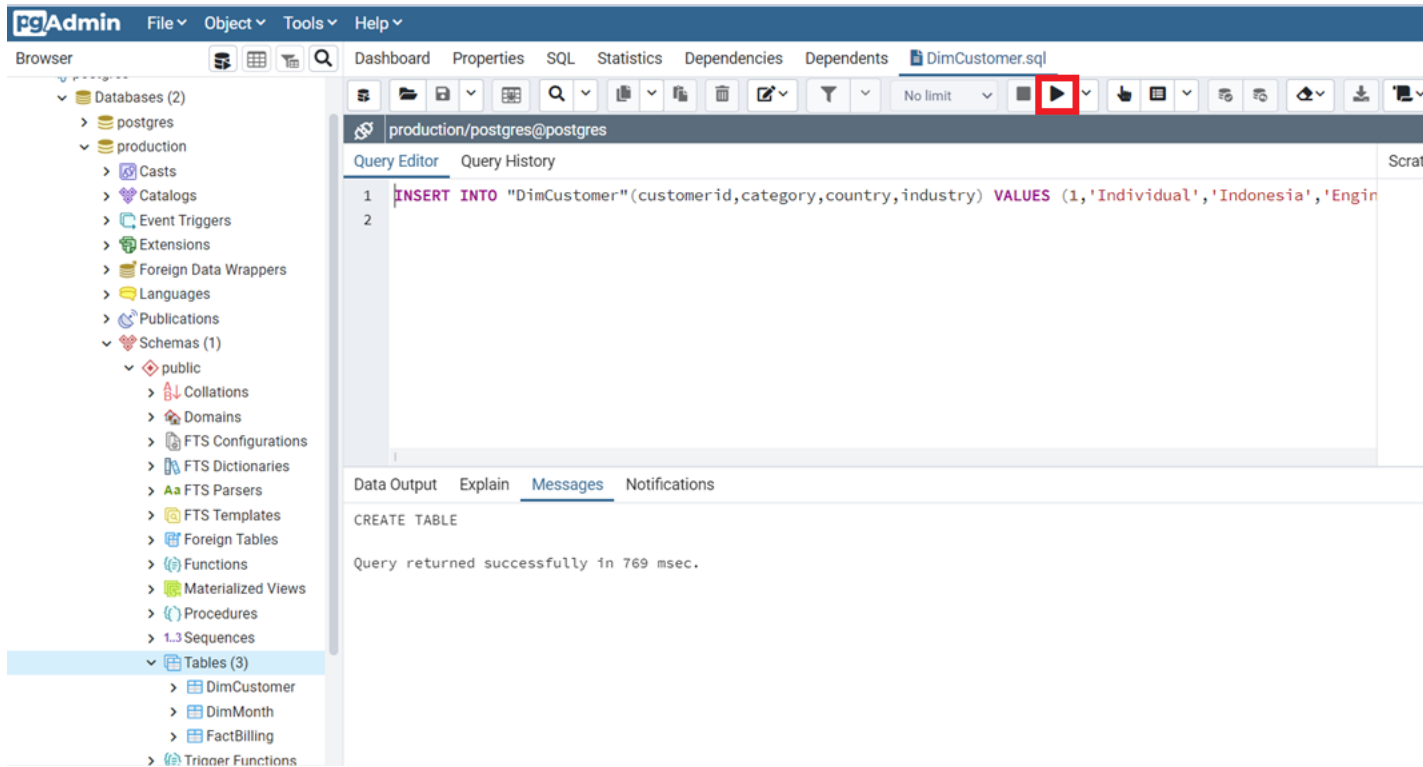 pgAdmin File Object Tools Help
Browser
Dashboard Properties SQL Statistics Dependencies Dependents DimCustomer.sql
Databases (2)
No limit
postgres
production/postgres@postgres
production
Query Editor Query History
Scrat
Casts
1 INSERT INTO "DimCustomer"(customerid,category,country,industry) VALUES (1,'Individual','Indonesia','Engin
Catalogs
2
Event Triggers
Extensions
Foreign Data Wrappers
Languages
Publications
Schemas (1)
public
Collations
Domains
FTS Configurations
FTS Dictionaries
Aa FTS Parsers
FTS Templates
Foreign Tables
Functions
Materialized Views
Procedures
1..3 Sequences
Tables (3)
DimCustomer
DimMonth
FactBilling
Trigger Functions
Data Output Explain Messages Notifications
CREATE TABLE
Query returned successfully in 769 msec.